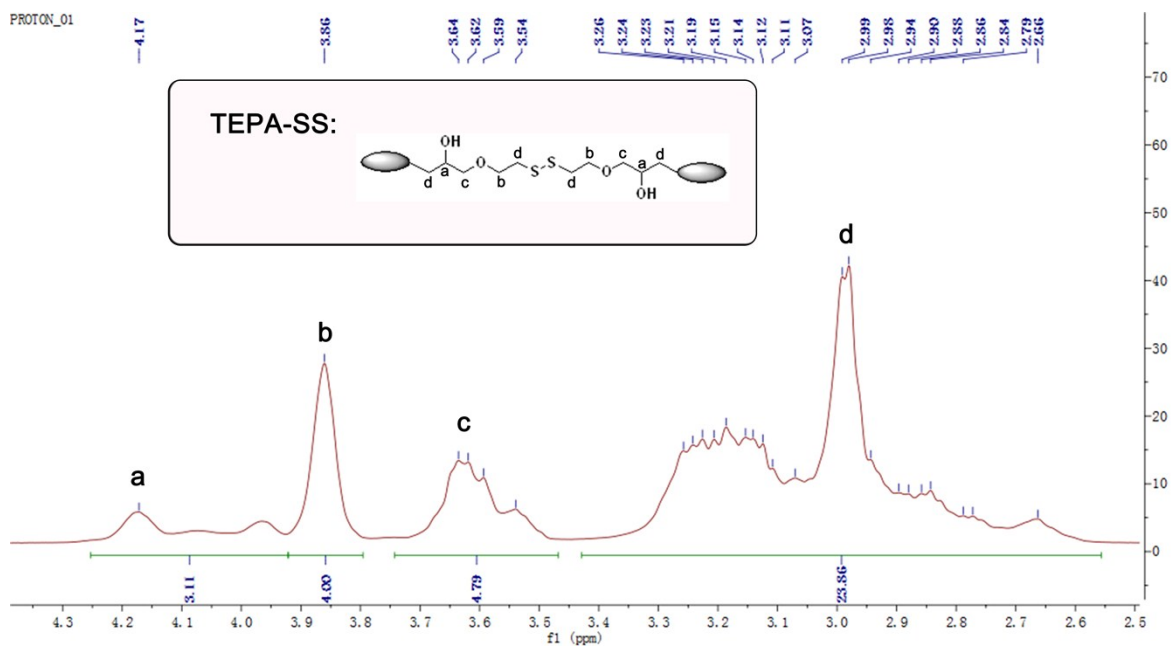 PROTON_01
4.17 3.86 3.64 3.62 3.59 3.54 3.26 3.24 3.23 3.21 3.19 3.15 3.14 3.12 3.11 3.07 2.99 2.98 2.94 2.90 2.88 2.86 2.84 2.79 2.66
TEPA-SS:
OH
d a c O b d S S d b O c a d
OH
a b c d
70
60
50
40
30
20
10
0
3.11 4.00 4.79 23.86
4.3 4.2 4.1 4.0 3.9 3.8 3.7 3.6 3.5 3.4 3.3 3.2 3.1 3.0 2.9 2.8 2.7 2.6 2.5
f1 (ppm)